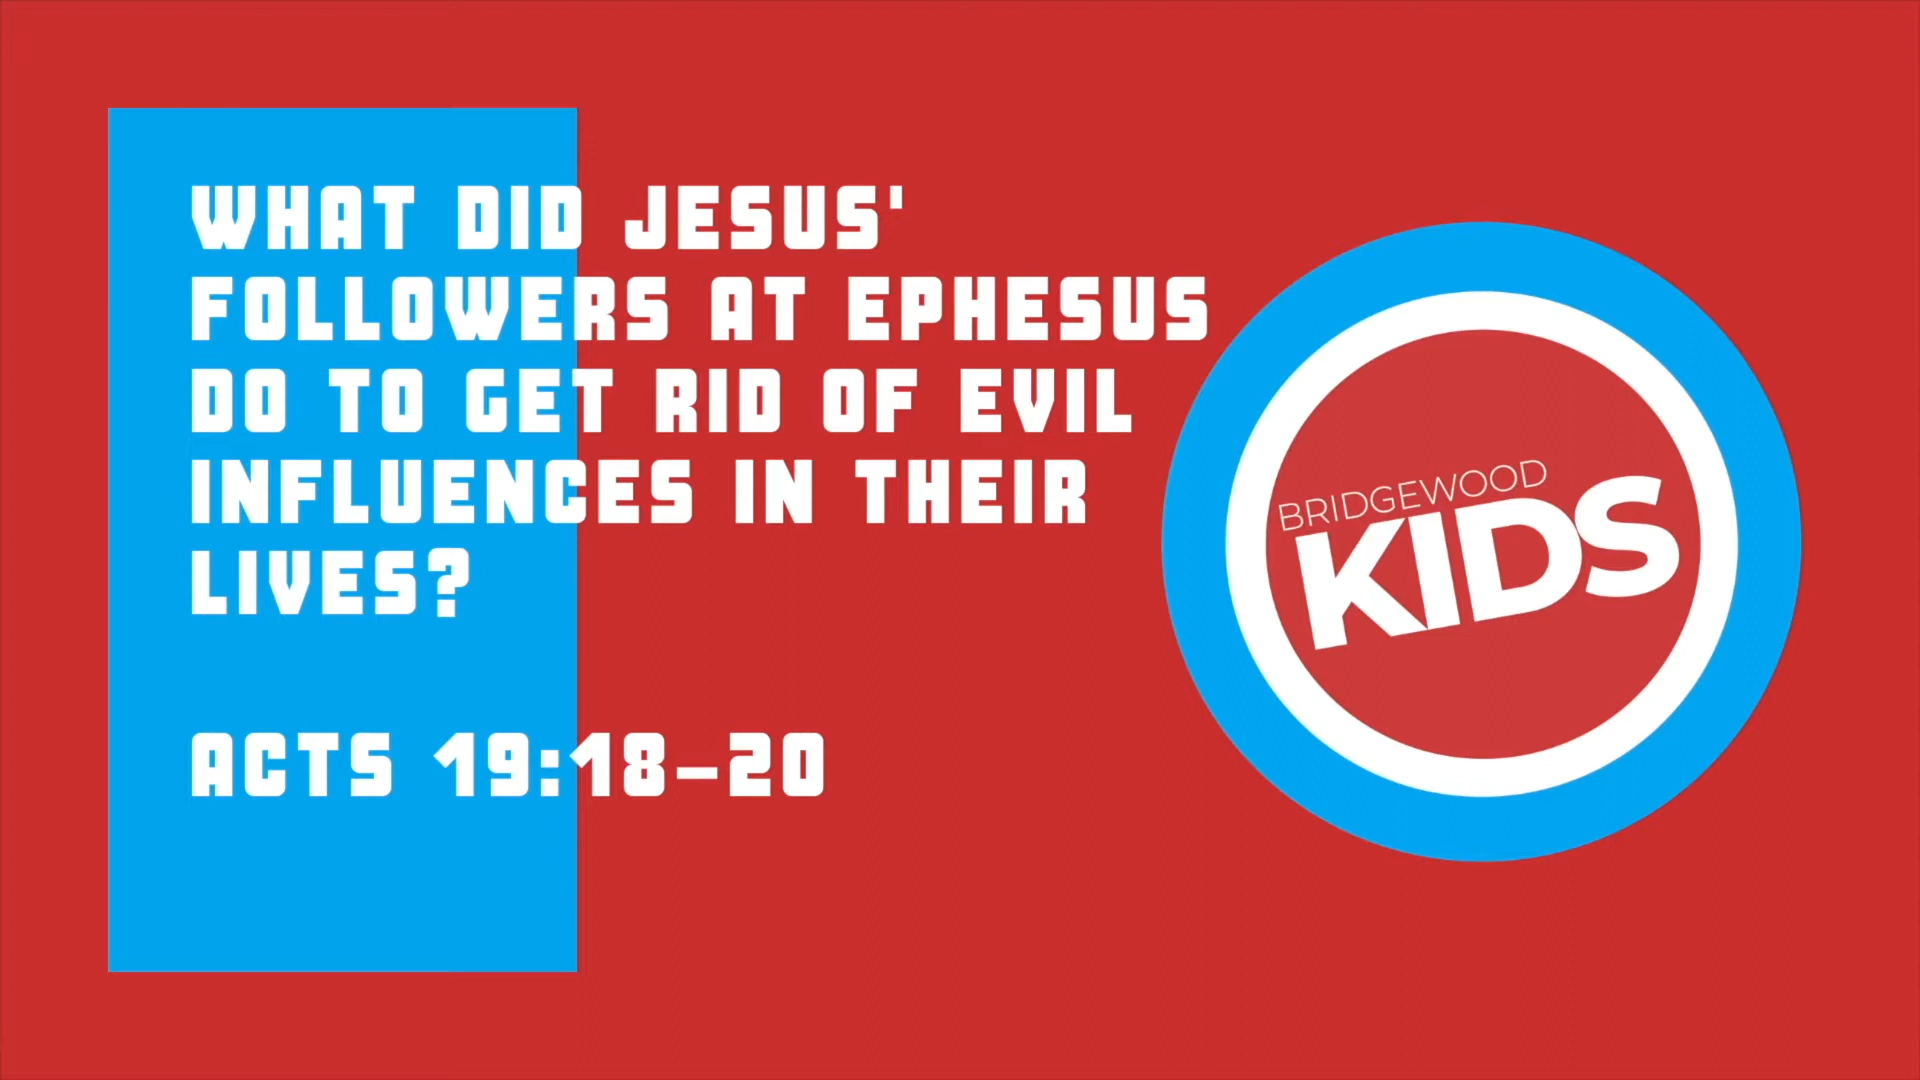 WHAT DID JESUS'
FOLLOWERS AT EPHESUS
DO TO GET RID OF EVIL
INFLUENCES IN THEIR
LIVES?
ACTS 19:18-20
BRIDGEWOOD
KIDS